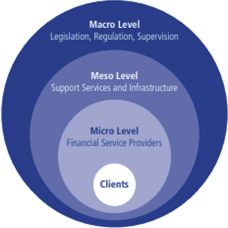 Macro Level
Legislation, Regulation, Supervision
Meso Level
Support Services and Infrastructure
Micro Level
Financial Service Providers
Clients